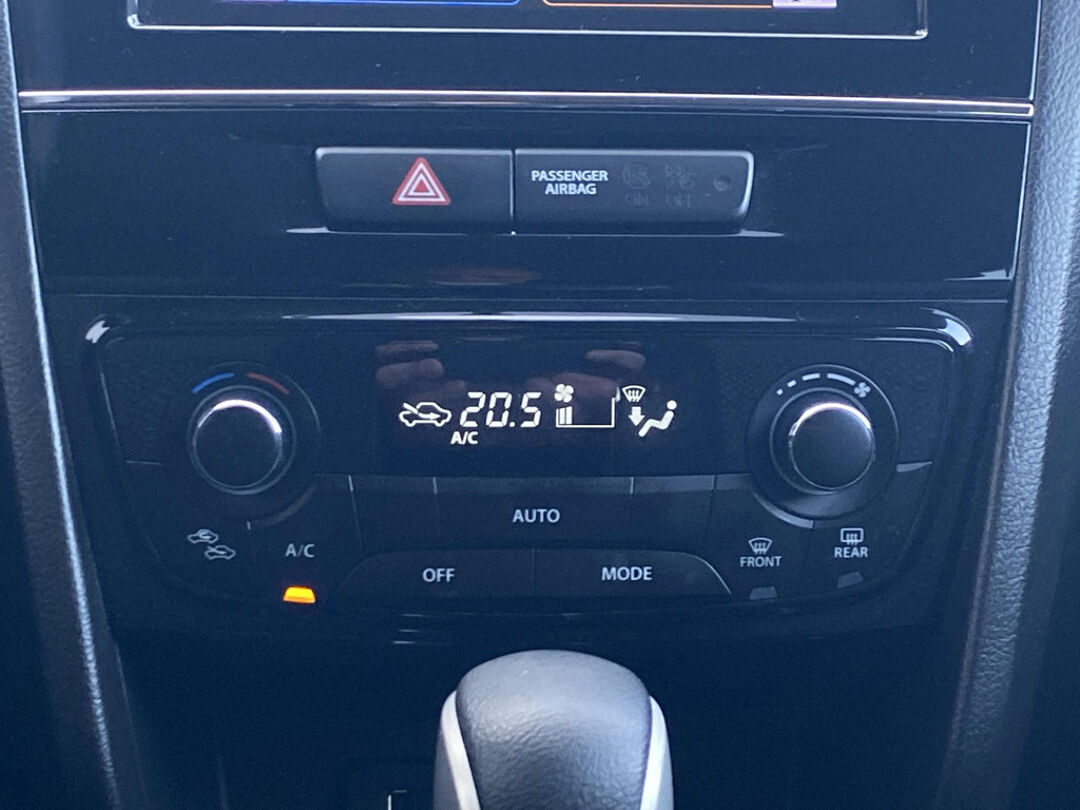 PASSENGER
AIRBAG
ON OFF
20.5
A/C
AUTO
A/C
OFF
MODE
FRONT
REAR